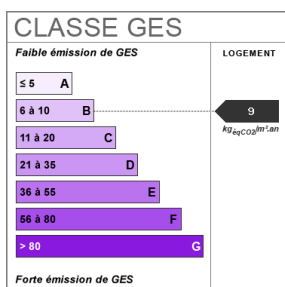 CLASSE GES
Faible émission de GES
LOGEMENT
≤ 5 A
6 à 10 B
9
kgéqCO2/m².an
11 à 20 C
21 à 35 D
36 à 55 E
56 à 80 F
> 80 G
Forte émission de GES